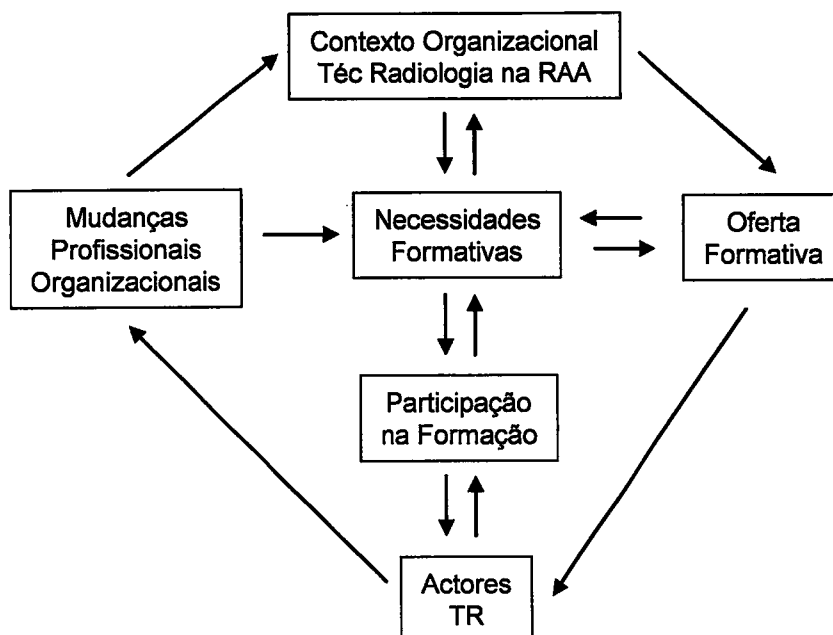 Contexto Organizacional
Téc Radiologia na RAA
Mudanças
Profissionais
Organizacionais
Necessidades
Formativas
Oferta
Formativa
Participação
na Formação
Actores
TR